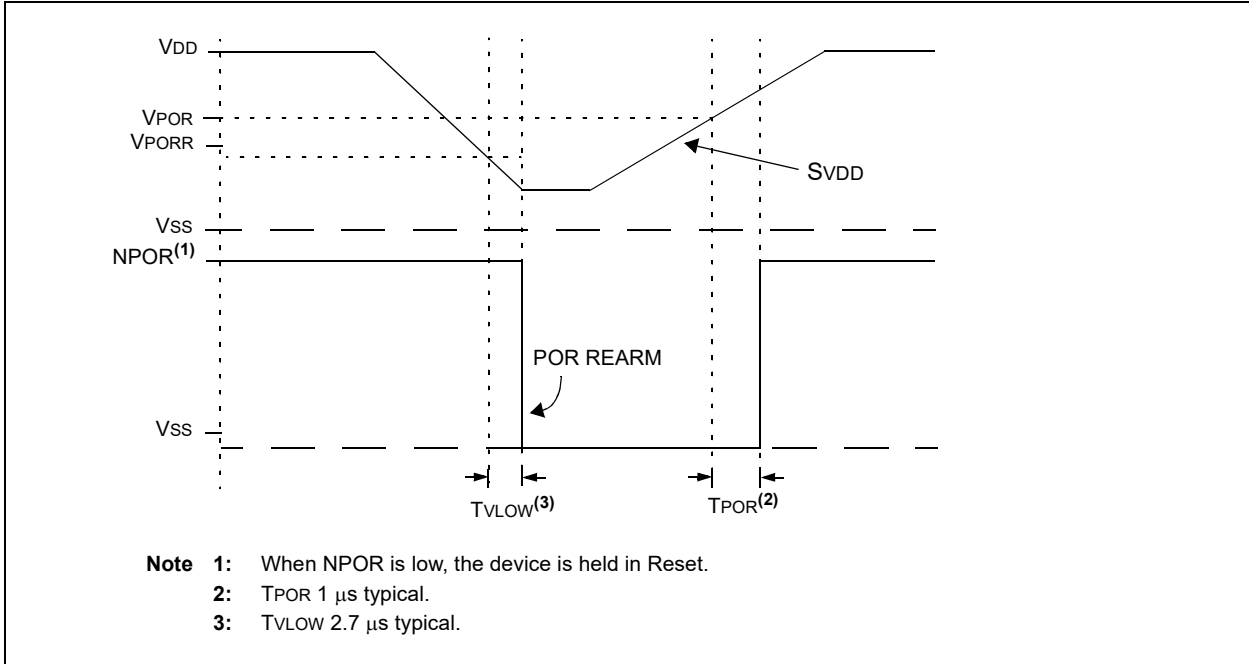 VDD
VPOR
VPORR
SVDD
VSS
NPOR(1)
POR REARM
VSS
TVLOW(3)
TPOR(2)
Note 1: When NPOR is low, the device is held in Reset.
2: TPOR 1 μs typical.
3: TVLOW 2.7 μs typical.